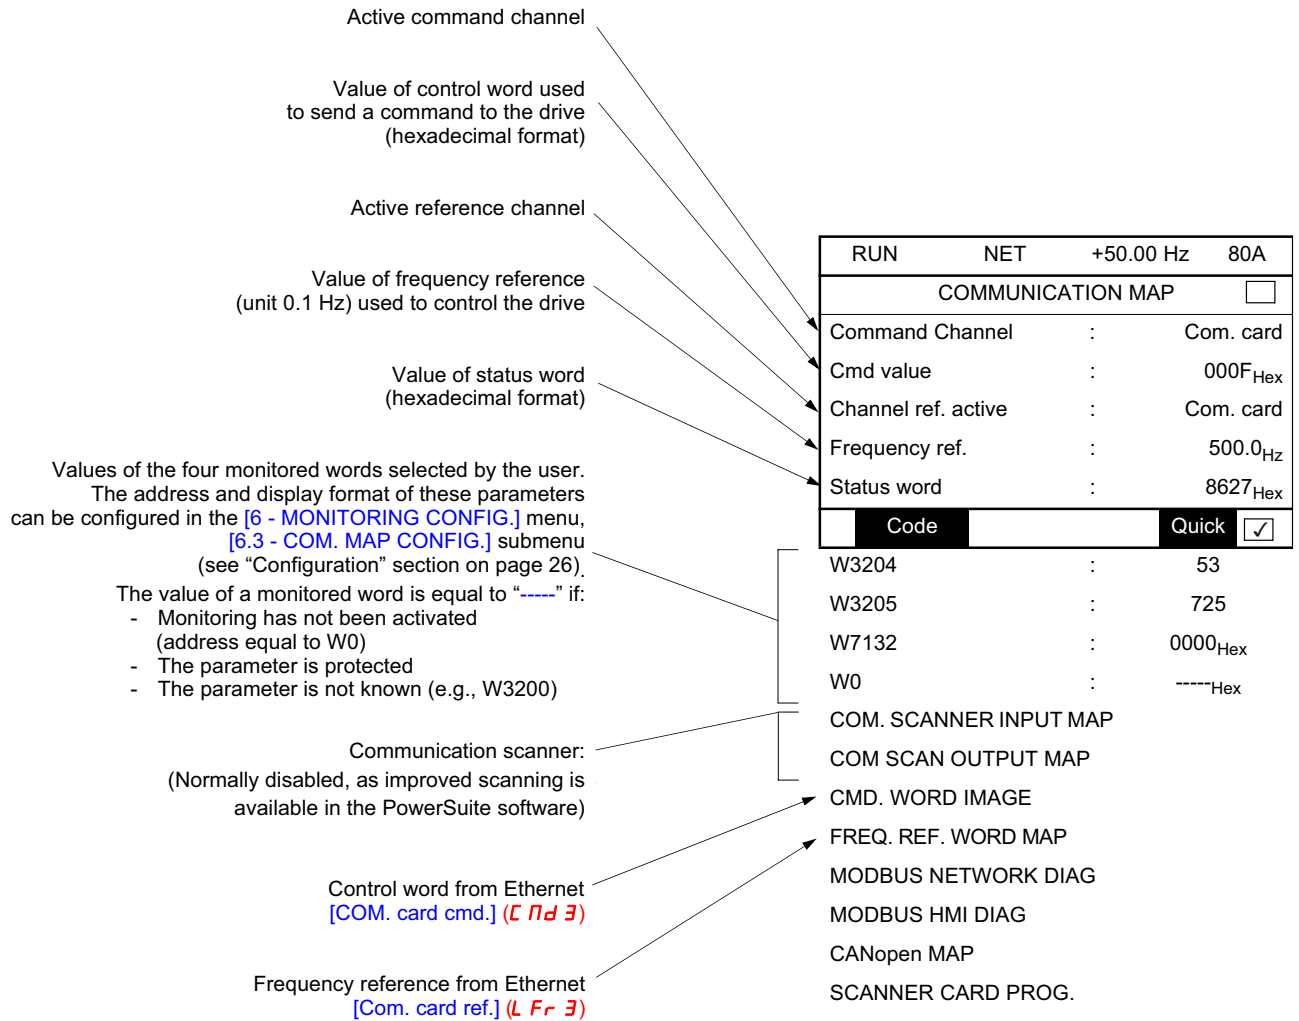 Active command channel
Value of control word used
to send a command to the drive
(hexadecimal format)
Active reference channel
Value of frequency reference
(unit 0.1 Hz) used to control the drive
Value of status word
(hexadecimal format)
Values of the four monitored words selected by the user.
The address and display format of these parameters
can be configured in the [6 - MONITORING CONFIG.] menu,
[6.3 - COM. MAP CONFIG.] submenu
(see “Configuration” section on page 26).
The value of a monitored word is equal to “-----” if:
- Monitoring has not been activated
(address equal to W0)
- The parameter is protected
- The parameter is not known (e.g., W3200)
Communication scanner:
(Normally disabled, as improved scanning is
available in the PowerSuite software)
Control word from Ethernet
[COM. card cmd.] (C Nd 3)
Frequency reference from Ethernet
[Com. card ref.] (L Fr 3)
RUN NET +50.00 Hz 80A
COMMUNICATION MAP
Command Channel : Com. card
Cmd value : 000FHex
Channel ref. active : Com. card
Frequency ref. : 500.0Hz
Status word : 8627Hex
Code Quick ✓
W3204 : 53
W3205 : 725
W7132 : 0000Hex
W0 : -----Hex
COM. SCANNER INPUT MAP
COM SCAN OUTPUT MAP
CMD. WORD IMAGE
FREQ. REF. WORD MAP
MODBUS NETWORK DIAG
MODBUS HMI DIAG
CANopen MAP
SCANNER CARD PROG.